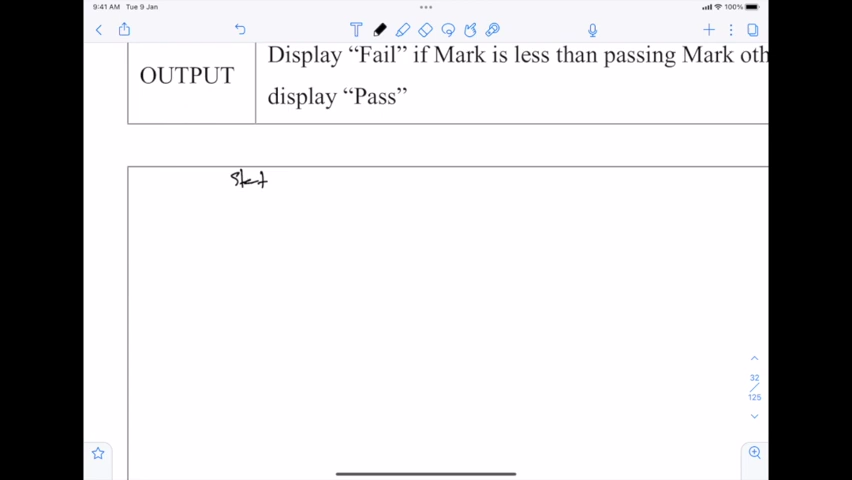 9:41 AM Tue 9 Jan
100%
Display “Fail” if Mark is less than passing Mark oth
OUTPUT
display “Pass”
Start
32
/
125